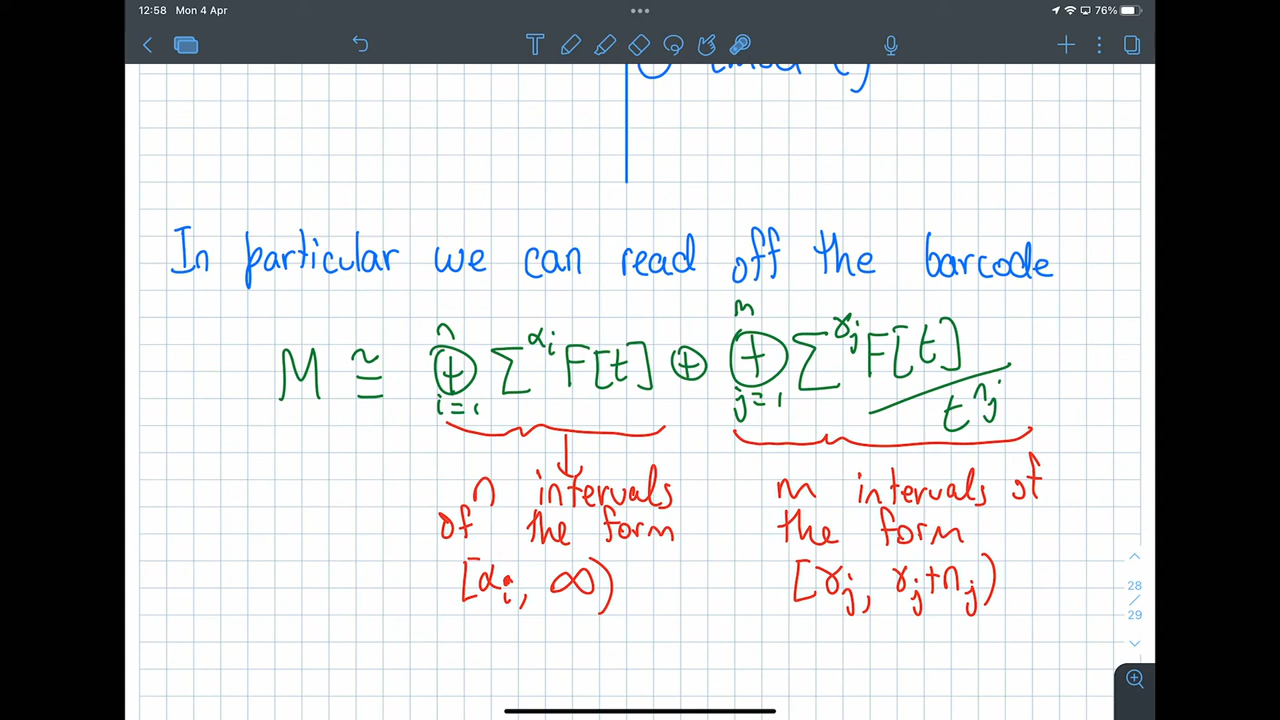 12:58 Mon 4 Apr
76%
T
In particular we can read off the barcode
M ≅ ⊕_{i=1}^{n} Σ^{α_i} F[t] ⊕ ⊕_{j=1}^{m} Σ^{γ_j} F[t] / t^{n_j}
n intervals
of the form
[α_i, ∞)
m intervals of
the form
[γ_j, γ_j+n_j)
28
/
29